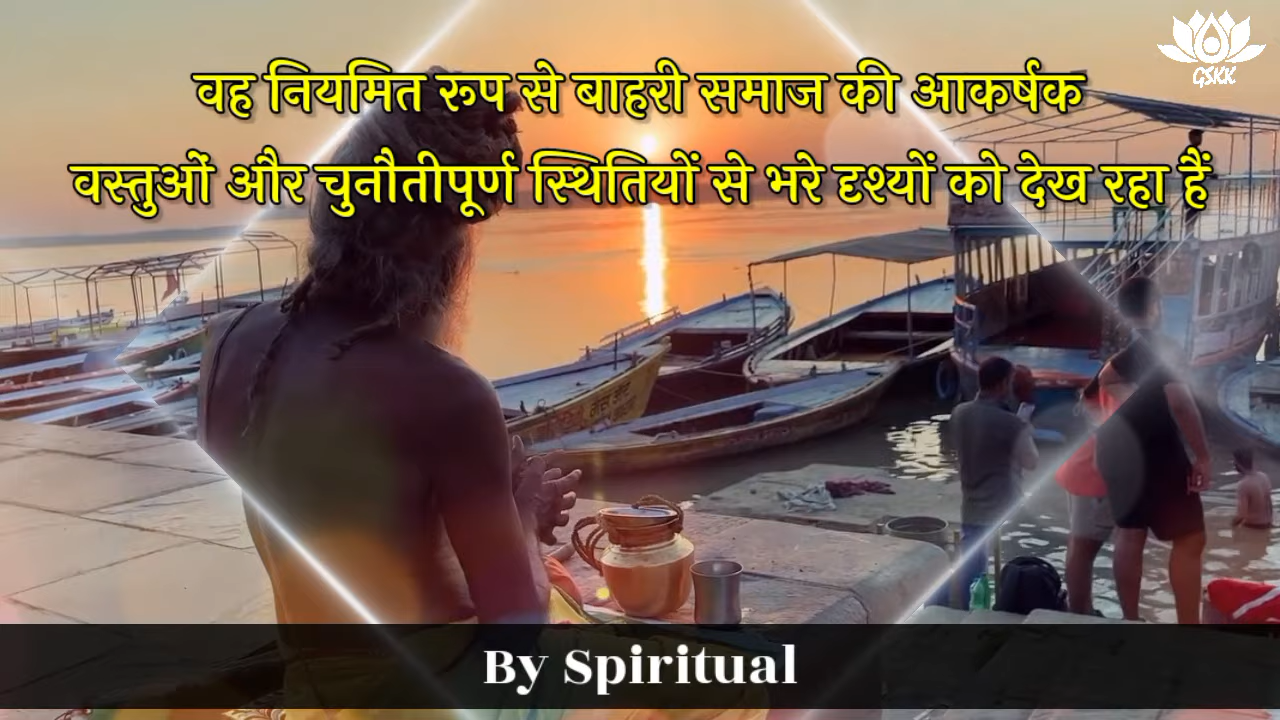 GSKK
वह नियमित रूप से बाहरी समाज की आकर्षक
वस्तुओं और चुनौतीपूर्ण स्थितियों से भरे दृश्यों को देख रहा हैं
By Spiritual